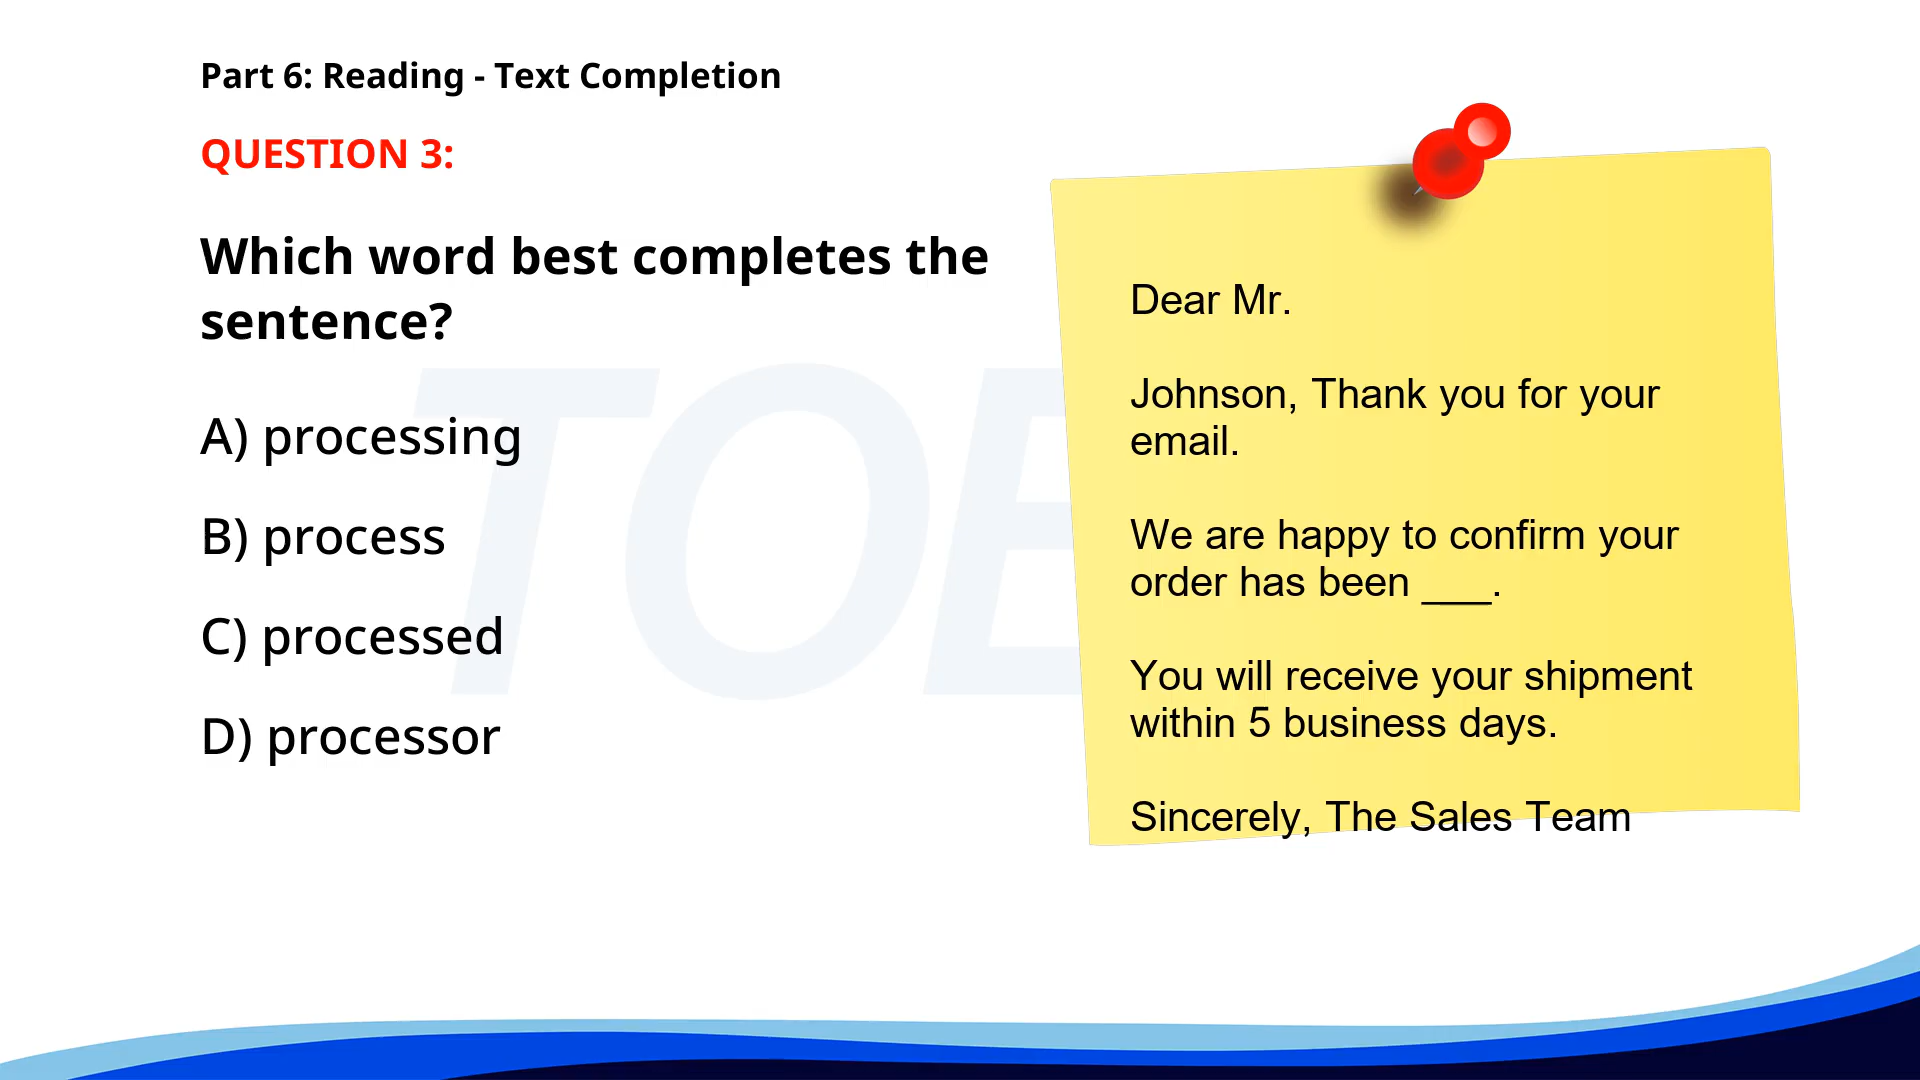 Part 6: Reading - Text Completion
QUESTION 3:
Which word best completes the
sentence?
A) processing
B) process
C) processed
D) processor
TOE
Dear Mr.
Johnson, Thank you for your
email.
We are happy to confirm your
order has been ___.
You will receive your shipment
within 5 business days.
Sincerely, The Sales Team